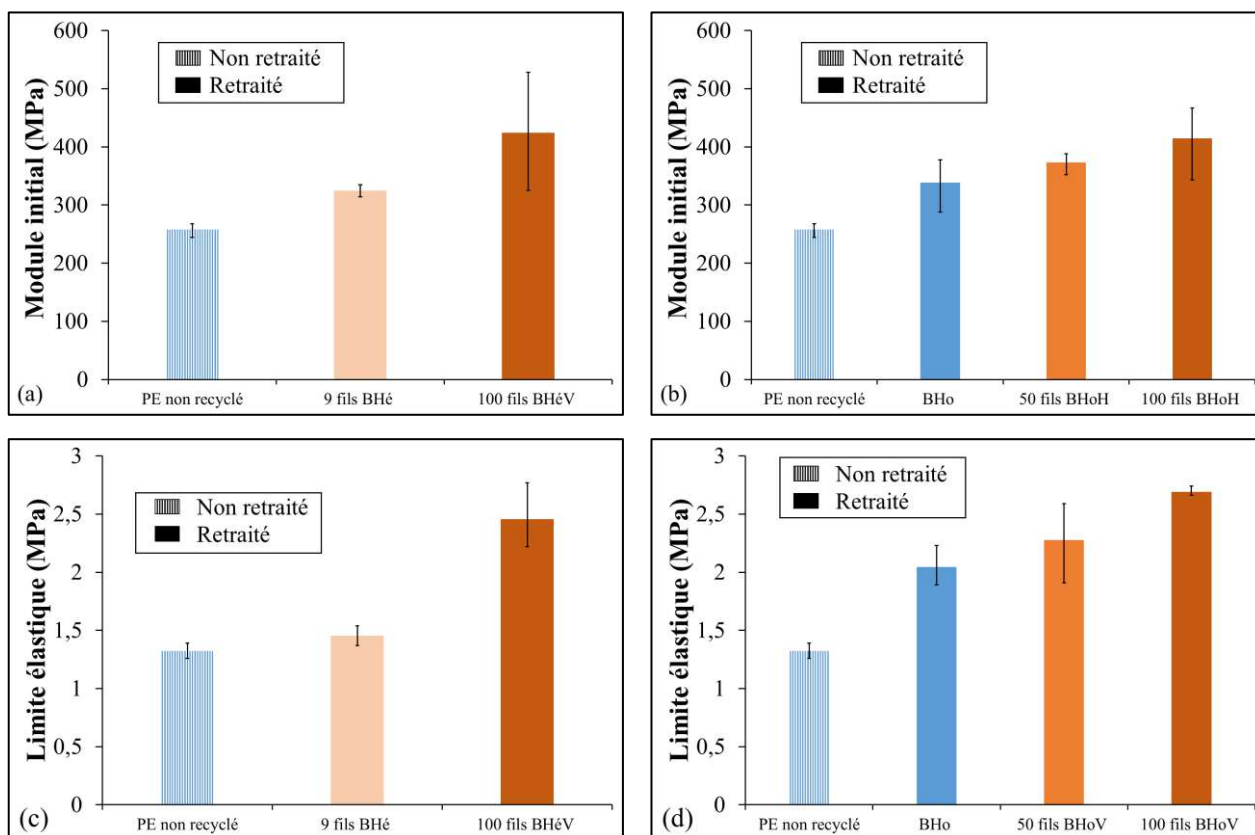 Module initial (MPa)
600
500
400
300
200
100
0
Non retraité
Retraité
(a)
PE non recyclé
9 fils BHé
100 fils BHéV
Module initial (MPa)
600
500
400
300
200
100
0
Non retraité
Retraité
(b)
PE non recyclé
BHo
50 fils BHoH
100 fils BHoH
Limite élastique (MPa)
3
2,5
2
1,5
1
0,5
0
Non retraité
Retraité
(c)
PE non recyclé
9 fils BHé
100 fils BHéV
Limite élastique (MPa)
3
2,5
2
1,5
1
0,5
0
Non retraité
Retraité
(d)
PE non recyclé
BHo
50 fils BHoV
100 fils BHoV